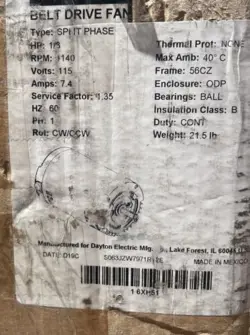 BELT DRIVE FAN
Type: SPLIT PHASE
HP: 1/3
Thermal Prot: NONE
RPM: 1140
Max Amb: 40° C
Volts: 115
Frame: 56CZ
Amps: 7.4
Enclosure: ODP
Service Factor: 1.35
Bearings: BALL
HZ: 60
Insulation Class: B
PH: 1
Duty: CONT
Rot: CW/CCW
Weight: 21.5 lb
Manufactured for Dayton Electric Mfg.
Lake Forest, IL 60045
DATE: D19C
MADE IN MEXICO